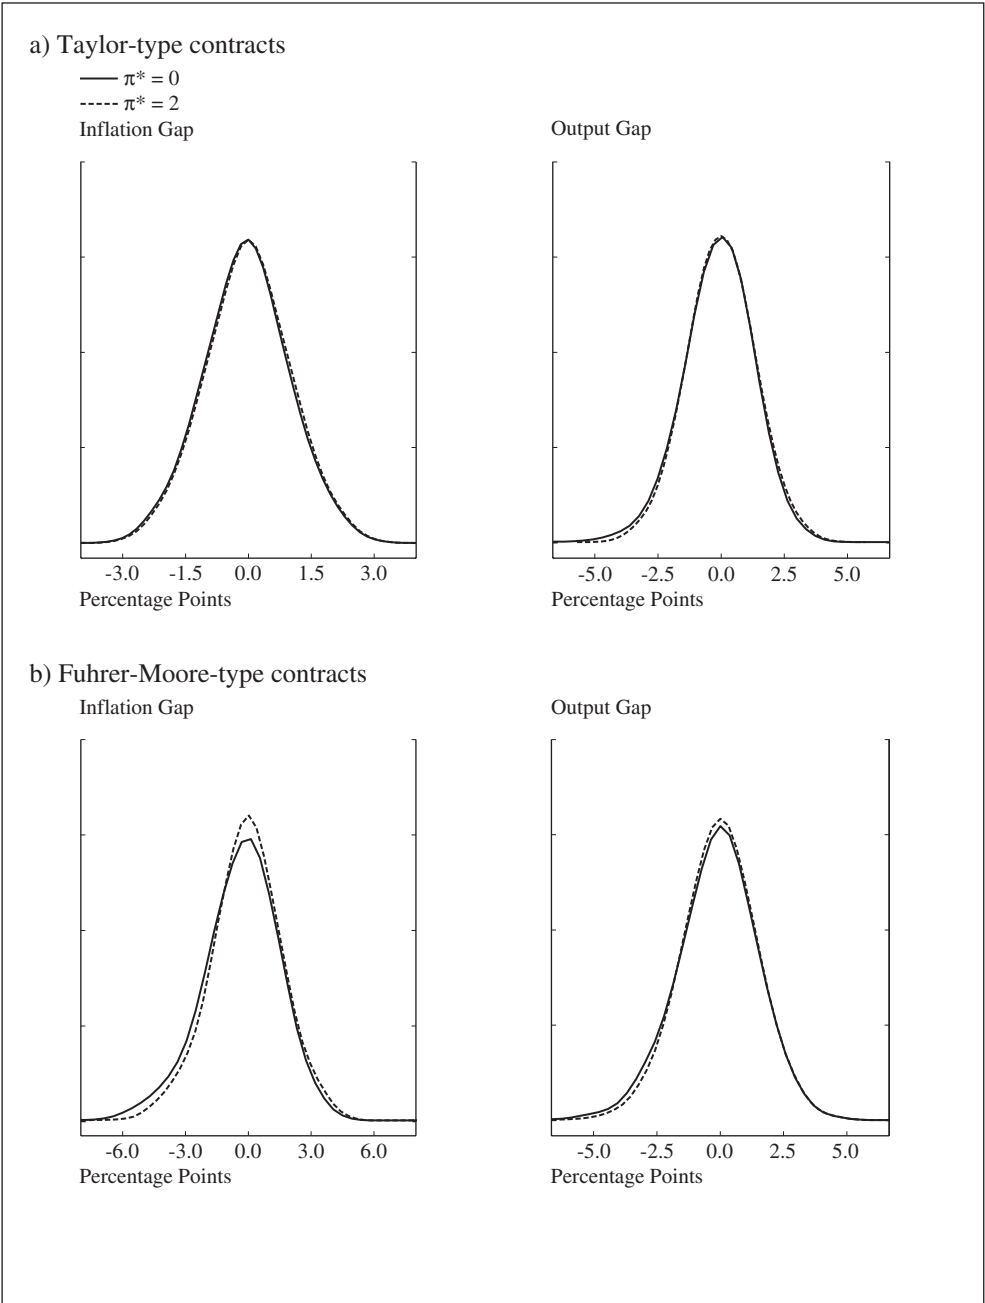 a) Taylor-type contracts
π* = 0
π* = 2
Inflation Gap
Output Gap
-3.0 -1.5 0.0 1.5 3.0
Percentage Points
-5.0 -2.5 0.0 2.5 5.0
Percentage Points
b) Fuhrer-Moore-type contracts
Inflation Gap
Output Gap
-6.0 -3.0 0.0 3.0 6.0
Percentage Points
-5.0 -2.5 0.0 2.5 5.0
Percentage Points